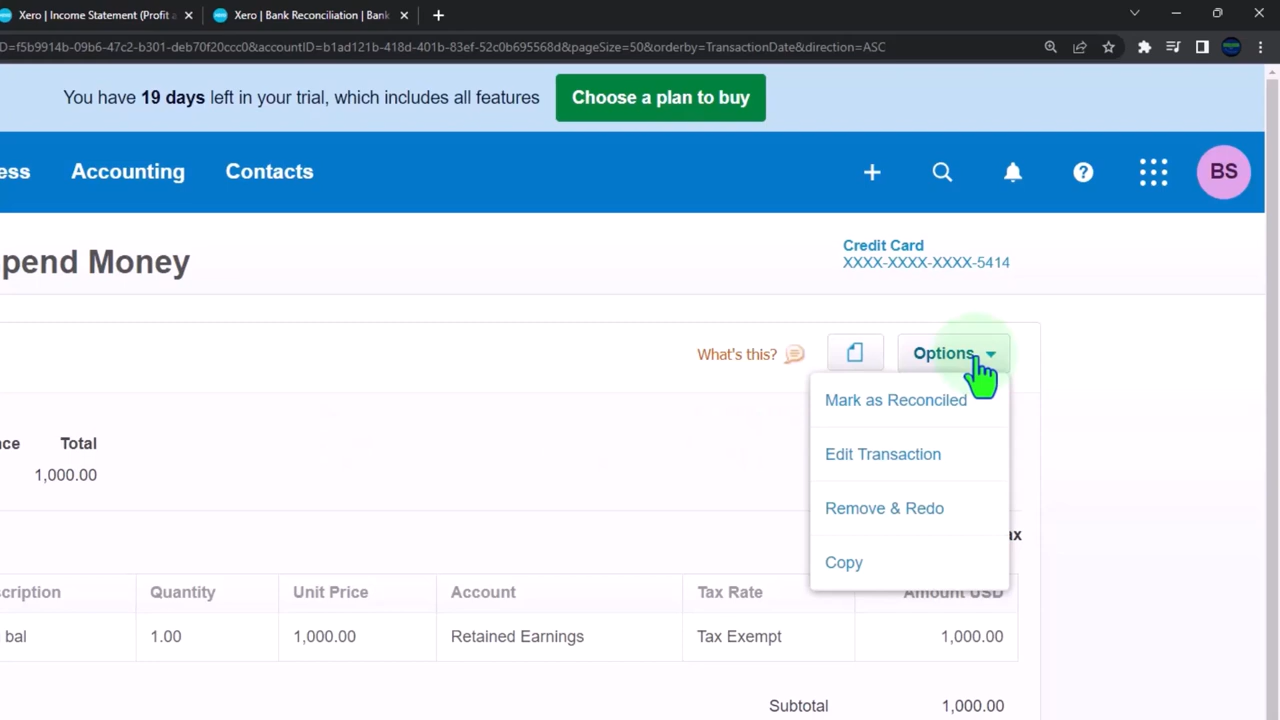 Xero | Income Statement (Profit a
Xero | Bank Reconciliation | Bank
D=f5b9914b-09b6-47c2-b301-deb70f20ccc0&accountID=b1ad121b-418d-401b-83ef-52c0b695568d&pageSize=50&orderby=TransactionDate&direction=ASC
You have 19 days left in your trial, which includes all features
Choose a plan to buy
ess Accounting Contacts
BS
pend Money
Credit Card
XXXX-XXXX-XXXX-5414
What's this?
Options
Mark as Reconciled
Edit Transaction
Remove & Redo
Copy
nce Total
1,000.00
ax
cription Quantity Unit Price Account Tax Rate Amount USD
bal 1.00 1,000.00 Retained Earnings Tax Exempt 1,000.00
Subtotal 1,000.00